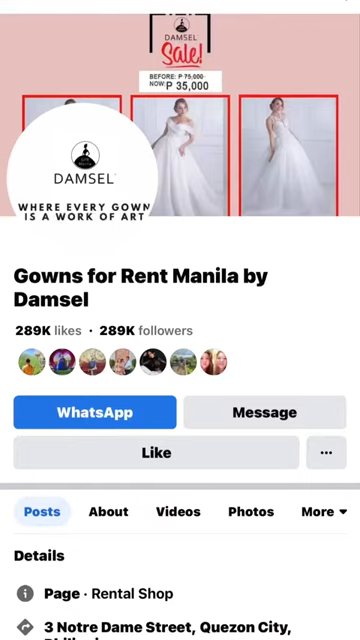 DAMSEL
Sale!
BEFORE: ₱ 75,000
NOW: ₱ 35,000
DAMSEL
WHERE EVERY GOWN
IS A WORK OF ART
Gowns for Rent Manila by
Damsel
289K likes · 289K followers
WhatsApp
Message
Like
...
Posts
About
Videos
Photos
More
Details
Page · Rental Shop
3 Notre Dame Street, Quezon City,